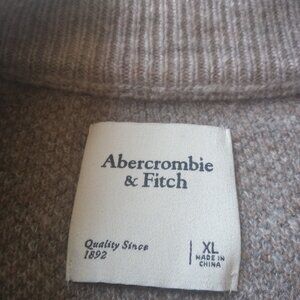 Abercrombie
& Fitch
Quality Since
1892
XL
MADE IN
CHINA